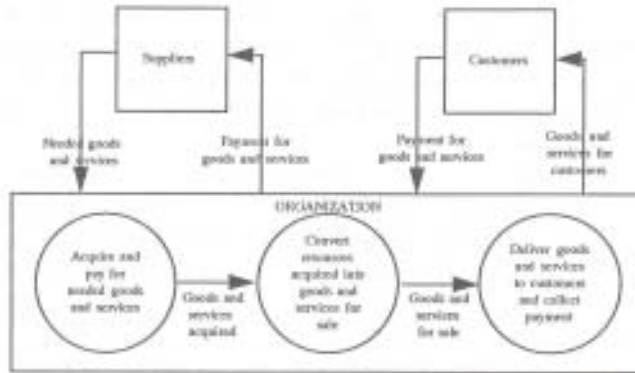 Suppliers
Customers
Needed goods
and services
Payment for
goods and services
Payment for
goods and services
Goods and
services for
customers
ORGANIZATION
Acquire and
pay for
needed goods
and services
Goods and
services
acquired
Convert
resources
acquired into
goods and
services for
sale
Goods and
services
for sale
Deliver goods
and services
to customers
and collect
payment